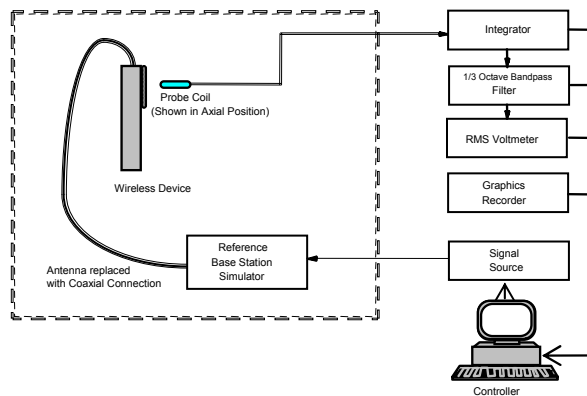 Integrator
1/3 Octave Bandpass
Filter
RMS Voltmeter
Graphics
Recorder
Probe Coil
(Shown in Axial Position)
Wireless Device
Reference
Base Station
Simulator
Antenna replaced
with Coaxial Connection
Signal
Source
Controller